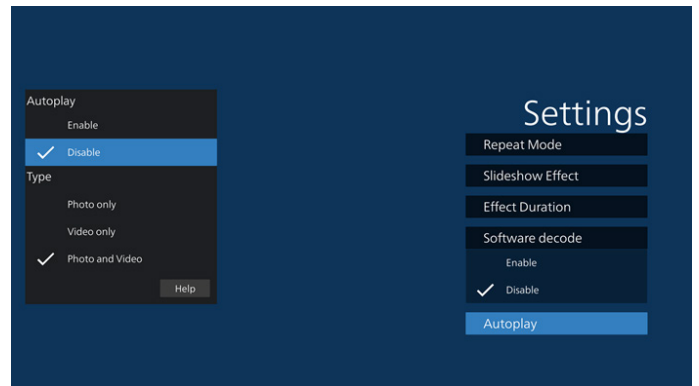 Autoplay
Enable
Disable
Type
Photo only
Video only
Photo and Video
Help
Settings
Repeat Mode
Slideshow Effect
Effect Duration
Software decode
Enable
Disable
Autoplay